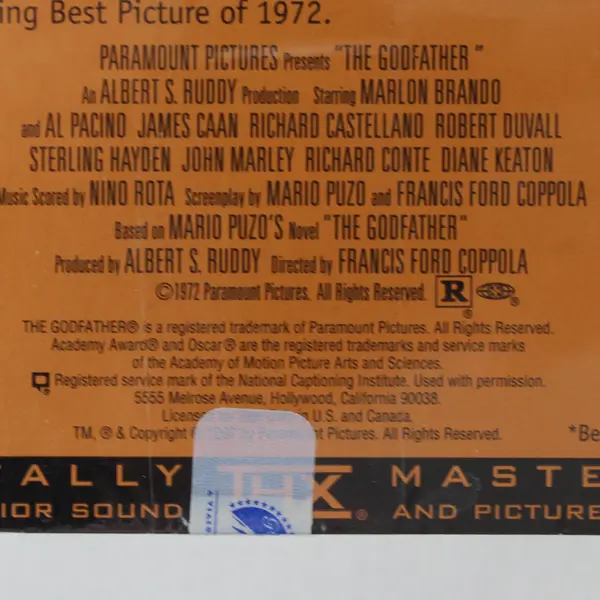 ing Best Picture of 1972.
PARAMOUNT PICTURES Presents "THE GODFATHER"
An ALBERT S. RUDDY Production Starring MARLON BRANDO
and AL PACINO JAMES CAAN RICHARD CASTELLANO ROBERT DUVALL
STERLING HAYDEN JOHN MARLEY RICHARD CONTE DIANE KEATON
Music Scored by NINO ROTA Screenplay by MARIO PUZO and FRANCIS FORD COPPOLA
Based on MARIO PUZO'S Novel "THE GODFATHER"
Produced by ALBERT S. RUDDY Directed by FRANCIS FORD COPPOLA
©1972 Paramount Pictures. All Rights Reserved. R ®
THE GODFATHER® is a registered trademark of Paramount Pictures. All Rights Reserved.
Academy Award® and Oscar® are the registered trademarks and service marks
of the Academy of Motion Picture Arts and Sciences.
Registered service mark of the National Captioning Institute. Used with permission.
5555 Melrose Avenue, Hollywood, California 90038.
in U.S. and Canada.
TM, ® & Copyright Pictures. All Rights Reserved.
*Be
ALLY THX MASTE
IOR SOUND ® AND PICTURE